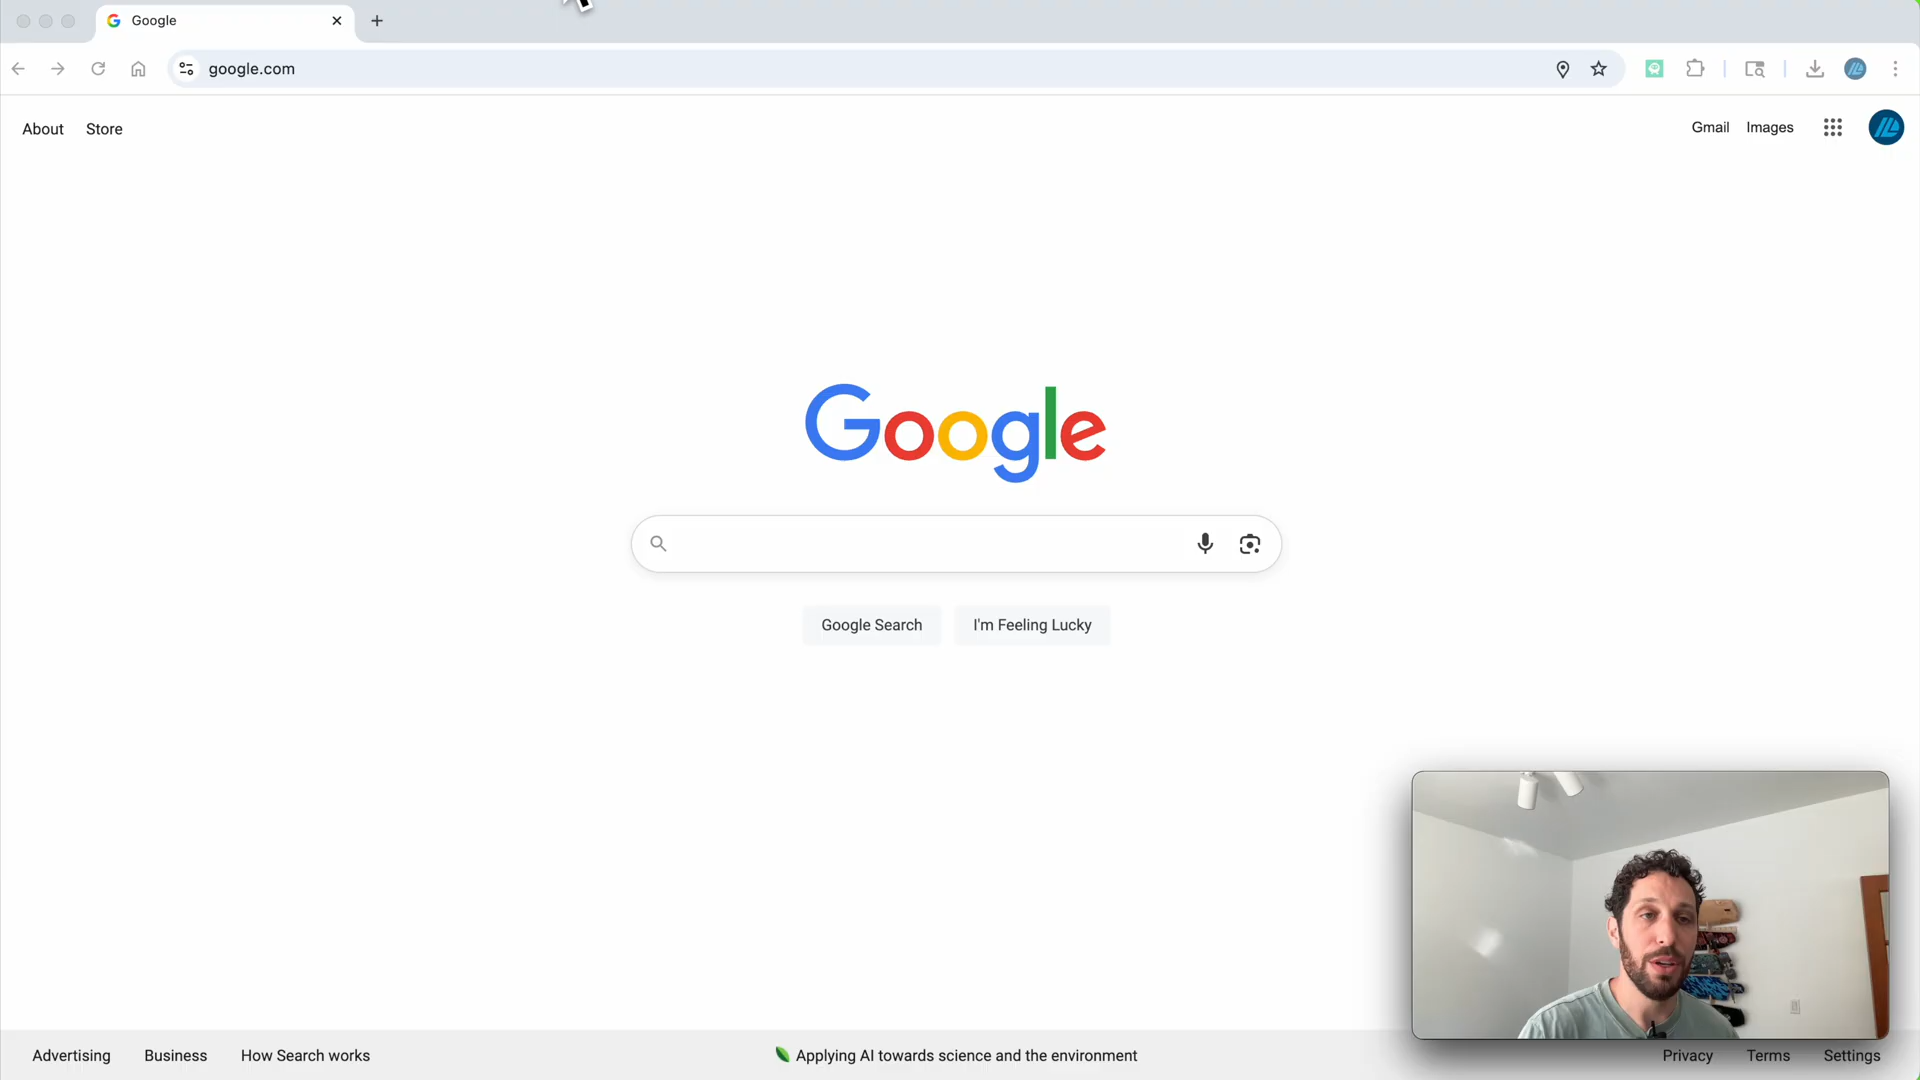 Google
google.com
About
Store
Gmail
Images
Google
Google Search
I'm Feeling Lucky
Advertising
Business
How Search works
Applying AI towards science and the environment
Privacy
Terms
Settings